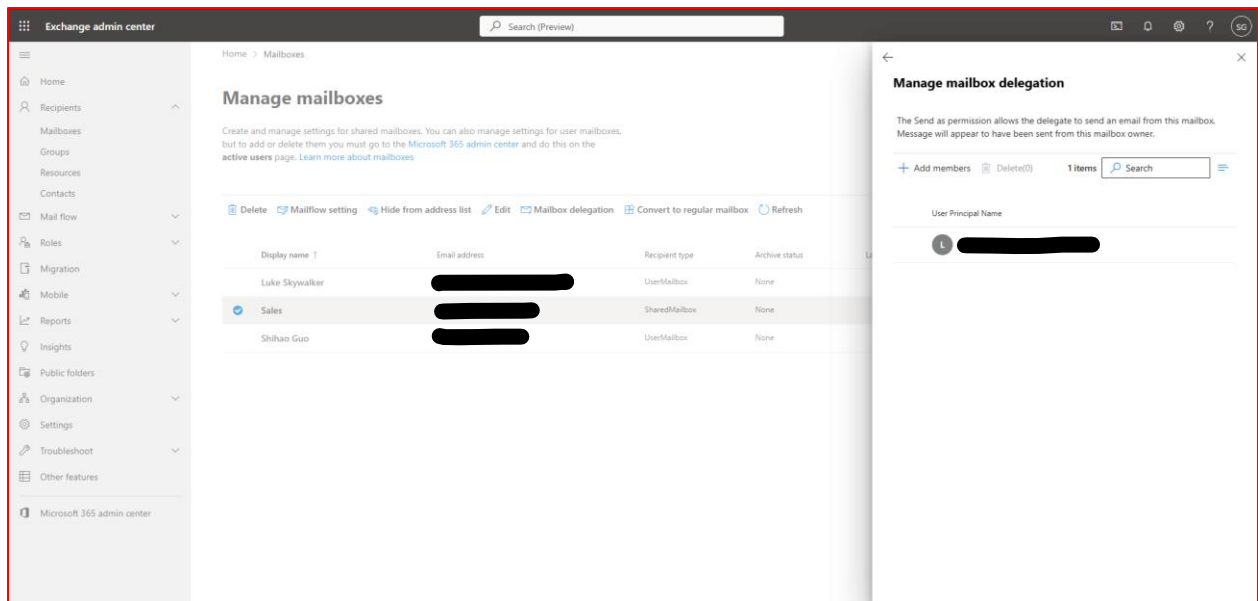 Exchange admin center
Search (Preview)
SG
Home
Recipients
Mailboxes
Groups
Resources
Contacts
Mail flow
Roles
Migration
Mobile
Reports
Insights
Public folders
Organization
Settings
Troubleshoot
Other features
Microsoft 365 admin center
Home > Mailboxes
Manage mailboxes
Create and manage settings for shared mailboxes. You can also manage settings for user mailboxes,
but to add or delete them you must go to the Microsoft 365 admin center and do this on the
active users page. Learn more about mailboxes
Delete Mailflow setting Hide from address list Edit Mailbox delegation Convert to regular mailbox Refresh
Display name ↑ Email address Recipient type Archive status
Luke Skywalker UserMailbox None
Sales SharedMailbox None
Shihao Guo UserMailbox None
Manage mailbox delegation
The Send as permission allows the delegate to send an email from this mailbox.
Message will appear to have been sent from this mailbox owner.
Add members Delete(0) 1 items Search
User Principal Name
L